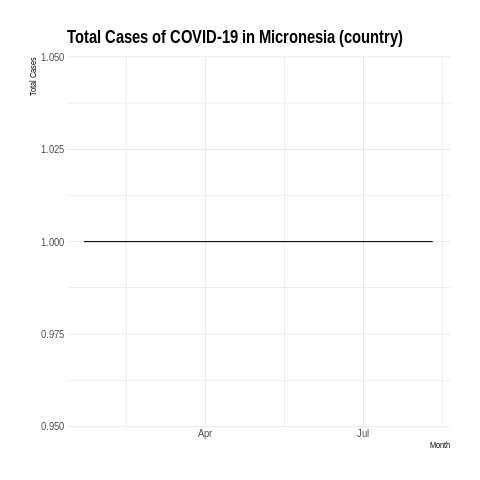 Total Cases of COVID-19 in Micronesia (country)
Total Cases
1.050
1.025
1.000
0.975
0.950
Apr Jul
Month